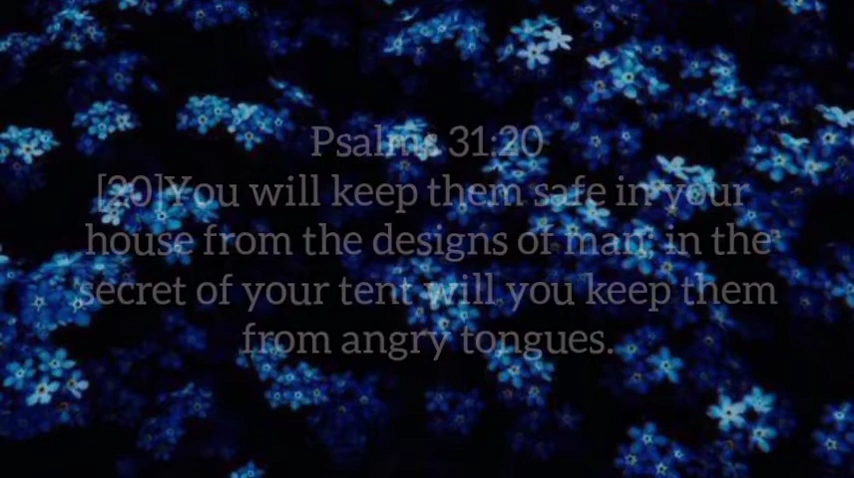 Psalms 31:20
[20]You will keep them safe in your
house from the designs of man: in the
secret of your tent will you keep them
from angry tongues.